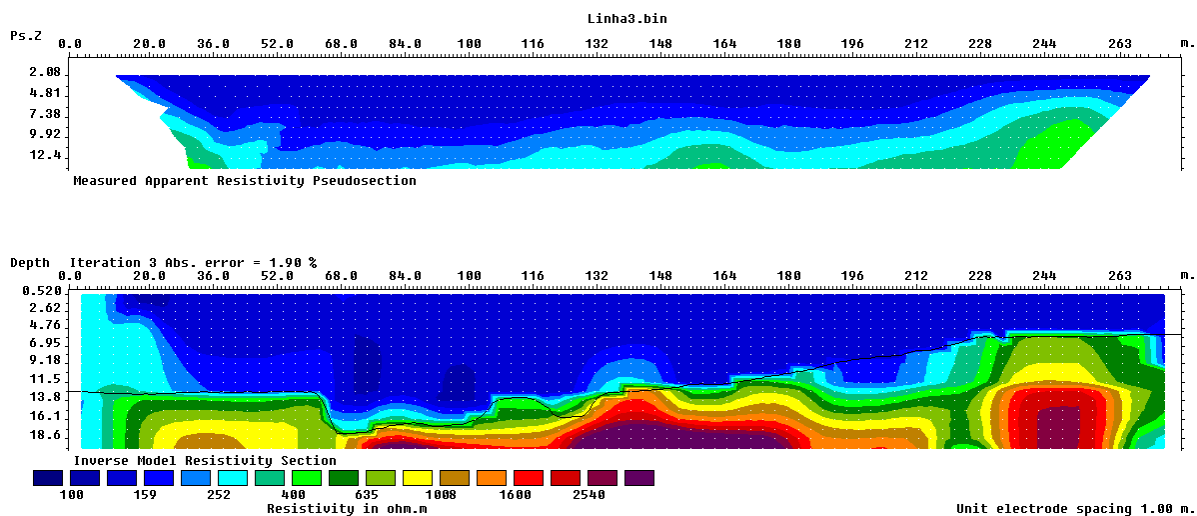 Linha3.bin
Ps.Z 0.0 20.0 36.0 52.0 68.0 84.0 100 116 132 148 164 180 196 212 228 244 263 m.
2.08
4.81
7.38
9.92
12.4
Measured Apparent Resistivity Pseudosection
Depth Iteration 3 Abs. error = 1.90 %
0.0 20.0 36.0 52.0 68.0 84.0 100 116 132 148 164 180 196 212 228 244 263 m.
0.520
2.62
4.76
6.95
9.18
11.5
13.8
16.1
18.6
Inverse Model Resistivity Section
100 159 252 400 635 1008 1600 2540
Resistivity in ohm.m
Unit electrode spacing 1.00 m.